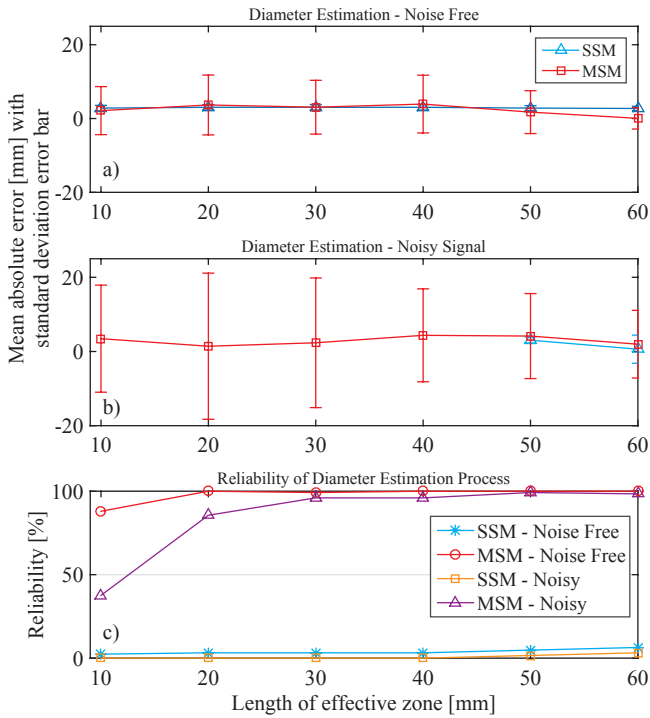 Diameter Estimation - Noise Free
Mean absolute error [mm] with
standard deviation error bar
20
0
-20
SSM
MSM
a)
10 20 30 40 50 60
Diameter Estimation - Noisy Signal
20
0
-20
b)
10 20 30 40 50 60
Reliability of Diameter Estimation Process
Reliability [%]
100
50
0
SSM - Noise Free
MSM - Noise Free
SSM - Noisy
MSM - Noisy
c)
10 20 30 40 50 60
Length of effective zone [mm]